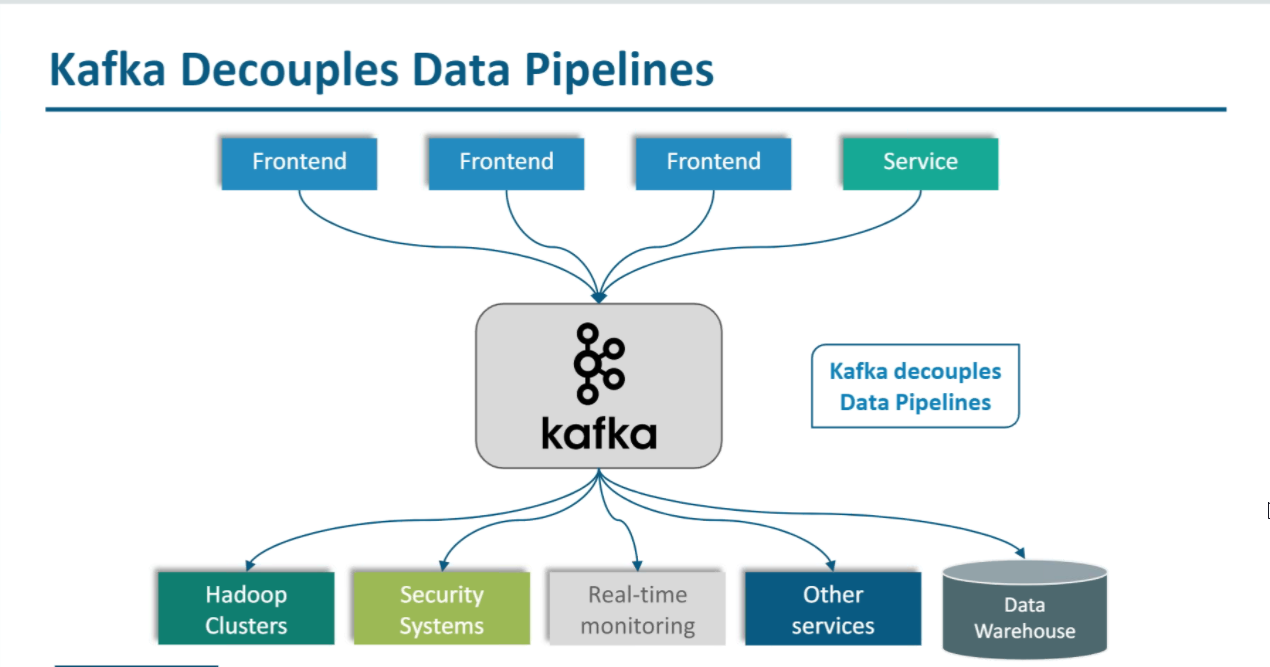 Kafka Decouples Data Pipelines
Frontend
Frontend
Frontend
Service
kafka
Kafka decouples
Data Pipelines
Hadoop
Clusters
Security
Systems
Real-time
monitoring
Other
services
Data
Warehouse